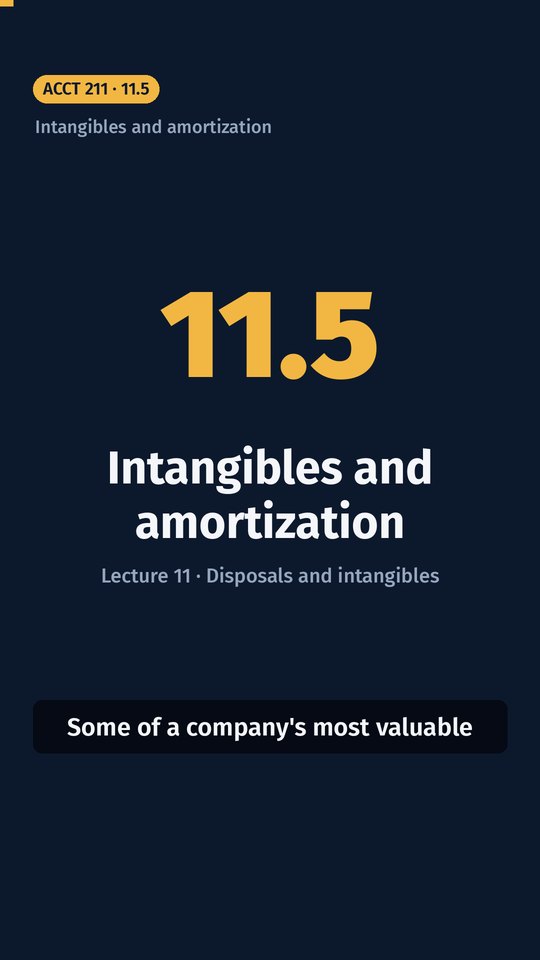 ACCT 211 · 11.5
Intangibles and amortization
11.5
Intangibles and
amortization
Lecture 11 · Disposals and intangibles
Some of a company's most valuable